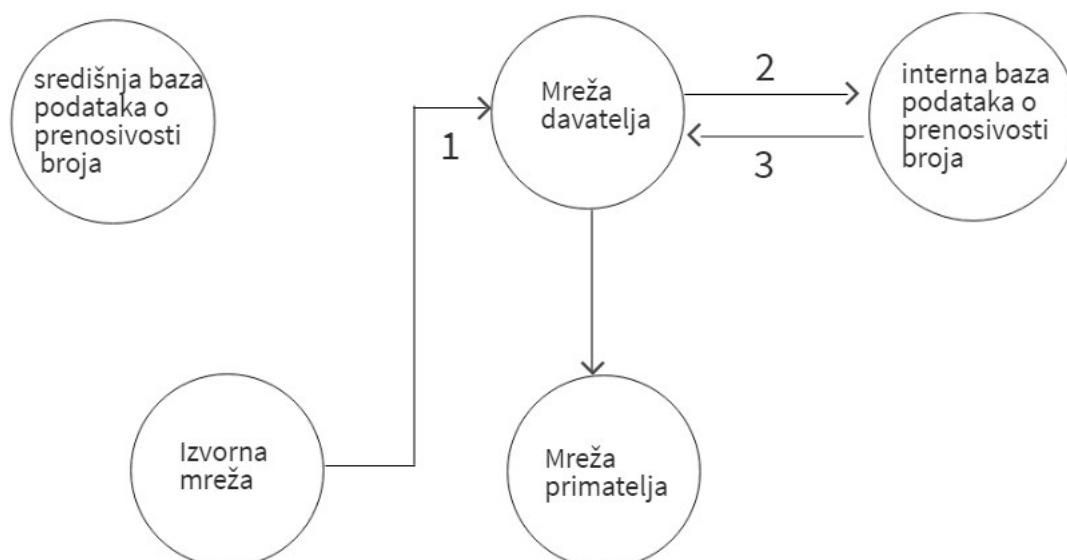 središnja baza
podataka o
prenosivosti
broja
1
Mreža
davatelja
2
3
interna baza
podataka o
prenosivosti
broja
Izvorna
mreža
Mreža
primatelja